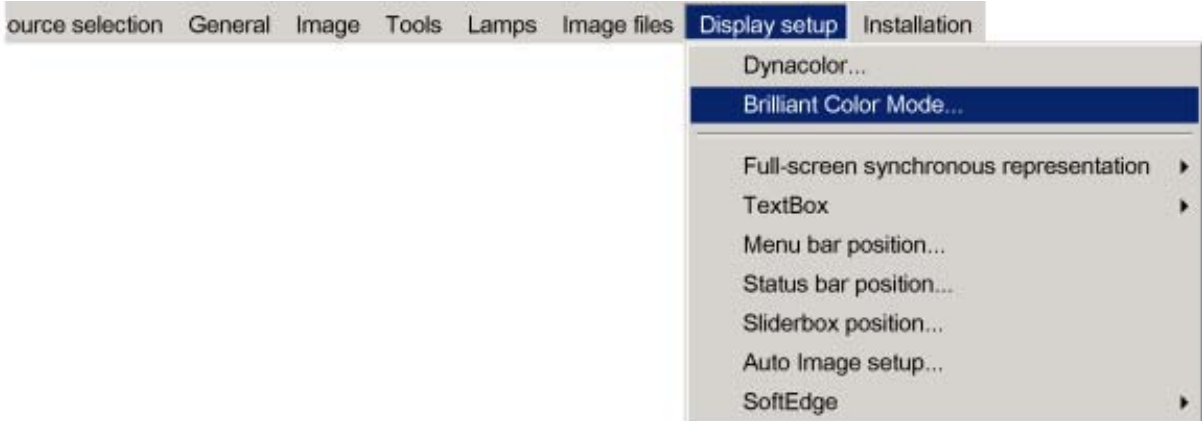 ource selection General Image Tools Lamps Image files Display setup Installation
Dynacolor...
Brilliant Color Mode...
Full-screen synchronous representation
TextBox
Menu bar position...
Status bar position...
Sliderbox position...
Auto Image setup...
SoftEdge